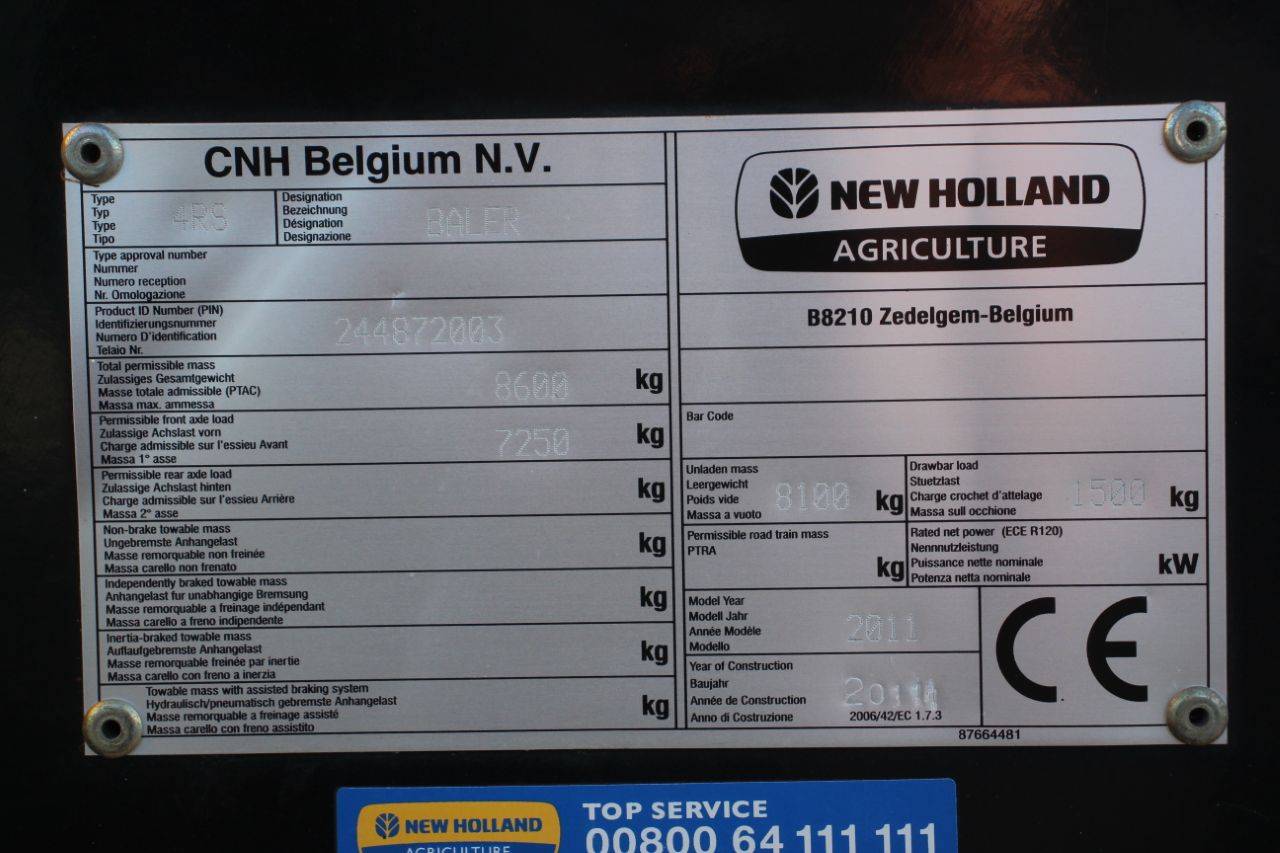 CNH Belgium N.V.
Type
Typ
Type
Tipo
4RS
Designation
Bezeichnung
Désignation
Designazione
BALER
Type approval number
Nummer
Numero reception
Nr. Omologazione
Product ID Number (PIN)
Identifizierungsnummer
Numero D'identification
Telaio Nr.
244872003
Total permissible mass
Zulassiges Gesamtgewicht
Masse totale admissible (PTAC)
Massa max. ammessa
8600 kg
Permissible front axle load
Zulassige Achslast vorn
Charge admissible sur l'essieu Avant
Massa 1° asse
7250 kg
Permissible rear axle load
Zulassige Achslast hinten
Charge admissible sur l'essieu Arrière
Massa 2° asse
kg
Non-brake towable mass
Ungebremste Anhangelast
Masse remorquable non freinée
Massa carello non frenato
kg
Independently braked towable mass
Anhangelast fur unabhangige Bremsung
Masse remorquable a freinage indépendant
Massa carello a freno indipendente
kg
Inertia-braked towable mass
Auflaufgebremste Anhangelast
Masse remorquable freinée par inertie
Massa carello con freno a inerzia
kg
Towable mass with assisted braking system
Hydraulisch/pneumatisch gebremste Anhangelast
Masse remorquable a freinage assisté
Massa carello con freno assistito
kg
NEW HOLLAND
AGRICULTURE
B8210 Zedelgem-Belgium
Bar Code
Unladen mass
Leergewicht
Poids vide
Massa a vuoto
8100 kg
Drawbar load
Stuetzlast
Charge crochet d'attelage
Massa sull occhione
1500 kg
Permissible road train mass
PTRA
kg
Rated net power (ECE R120)
Nennnutzleistung
Puissance nette nominale
Potenza netta nominale
kW
Model Year
Modell Jahr
Année Modèle
Modello
2011
Year of Construction
Baujahr
Année de Construction
Anno di Costruzione
2006/42/EC 1.7.3
CE
87664481
NEW HOLLAND
AGRICULTURE
TOP SERVICE
00800 64 111 111